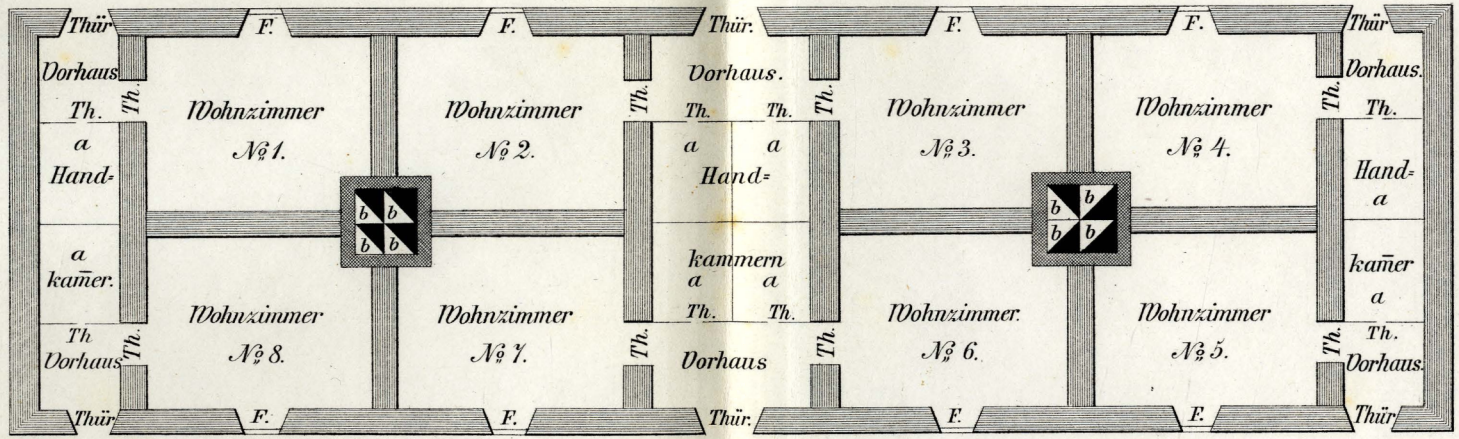 Thür F. F. Thür. F. F. Thür
Vorhaus Vorhaus. Vorhaus.
Th. Th. Th. Th. Th. Th. Th. Th.
Wohnzimmer Wohnzimmer Wohnzimmer Wohnzimmer
No 1. No 2. No 3. No 4.
a a a
Hand= Hand= Hand=
a
b b b b
b b b b
a
kam̄er. kammern kam̄er
a a a
Wohnzimmer Wohnzimmer Wohnzimmer. Wohnzimmer
No 8. No 7. No 6. No 5.
Th Th. Th. Th. Th. Th. Th. Th.
Vorhaus Vorhaus Vorhaus.
Thür F. F. Thür. F. F. Thür